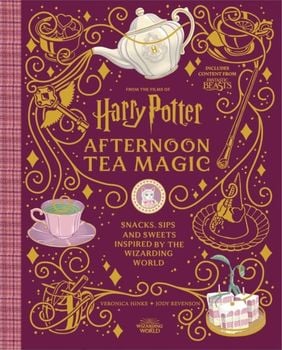 FROM THE FILMS OF
Harry Potter
INCLUDES
CONTENT FROM
FANTASTIC
BEASTS
AFTERNOON
TEA MAGIC
SNACKS, SIPS
AND SWEETS
INSPIRED BY THE
WIZARDING
WORLD
VERONICA HINKE • JODY REVENSON
WIZARDING
WORLD